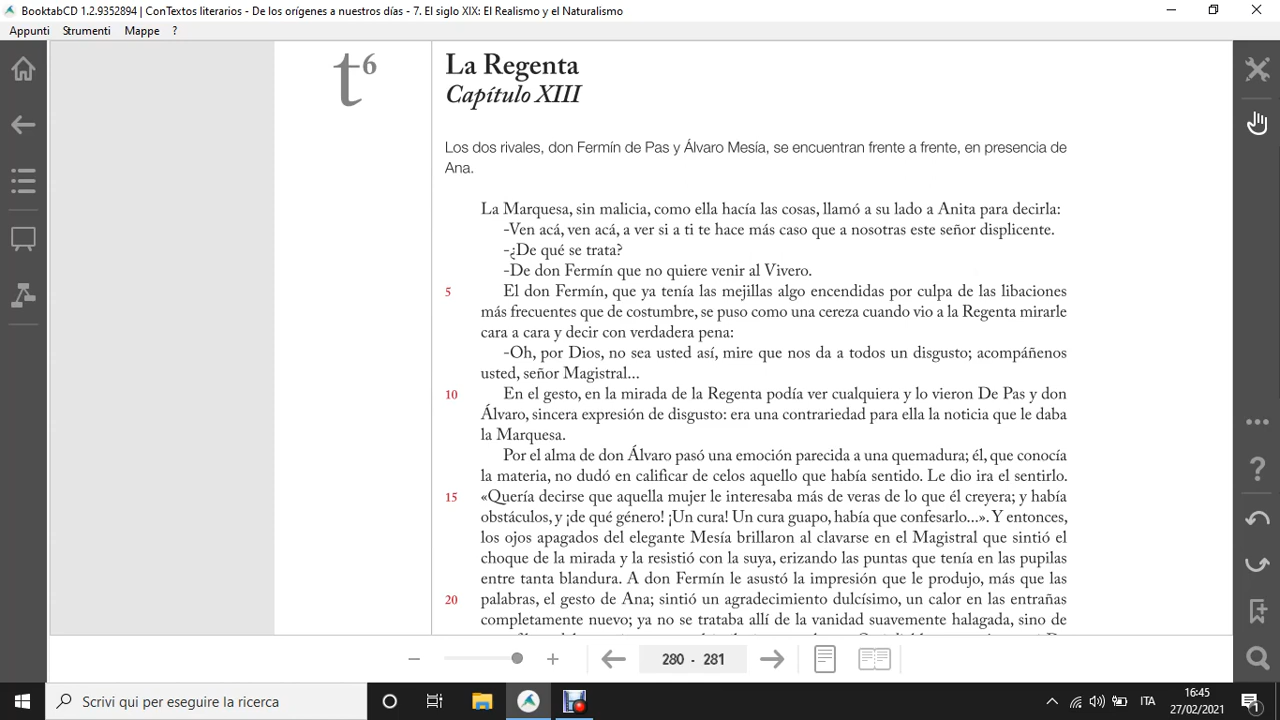 BooktabCD 1.2.9352894 | ConTextos literarios - De los orígenes a nuestros días - 7. El siglo XIX: El Realismo y el Naturalismo
Appunti Strumenti Mappe ?
t6
La Regenta
Capítulo XIII
Los dos rivales, don Fermín de Pas y Álvaro Mesía, se encuentran frente a frente, en presencia de
Ana.
La Marquesa, sin malicia, como ella hacía las cosas, llamó a su lado a Anita para decirla:
-Ven acá, ven acá, a ver si a ti te hace más caso que a nosotras este señor displicente.
-¿De qué se trata?
-De don Fermín que no quiere venir al Vivero.
5 El don Fermín, que ya tenía las mejillas algo encendidas por culpa de las libaciones
más frecuentes que de costumbre, se puso como una cereza cuando vio a la Regenta mirarle
cara a cara y decir con verdadera pena:
-Oh, por Dios, no sea usted así, mire que nos da a todos un disgusto; acompáñenos
usted, señor Magistral...
10 En el gesto, en la mirada de la Regenta podía ver cualquiera y lo vieron De Pas y don
Álvaro, sincera expresión de disgusto: era una contrariedad para ella la noticia que le daba
la Marquesa.
Por el alma de don Álvaro pasó una emoción parecida a una quemadura; él, que conocía
la materia, no dudó en calificar de celos aquello que había sentido. Le dio ira el sentirlo.
15 «Quería decirse que aquella mujer le interesaba más de veras de lo que él creyera; y había
obstáculos, y ¡de qué género! ¡Un cura! Un cura guapo, había que confesarlo...». Y entonces,
los ojos apagados del elegante Mesía brillaron al clavarse en el Magistral que sintió el
choque de la mirada y la resistió con la suya, erizando las puntas que tenía en las pupilas
entre tanta blandura. A don Fermín le asustó la impresión que le produjo, más que las
20 palabras, el gesto de Ana; sintió un agradecimiento dulcísimo, un calor en las entrañas
completamente nuevo; ya no se trataba allí de la vanidad suavemente halagada, sino de
280 - 281
Scrivi qui per eseguire la ricerca
ITA
16:45
27/02/2021
1